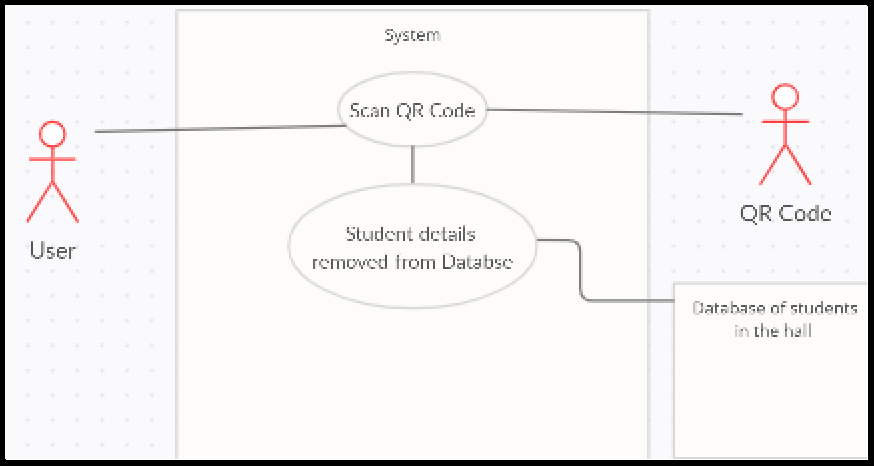 System
Scan QR Code
User
QR Code
Student details
removed from Databse
Database of students
in the hall